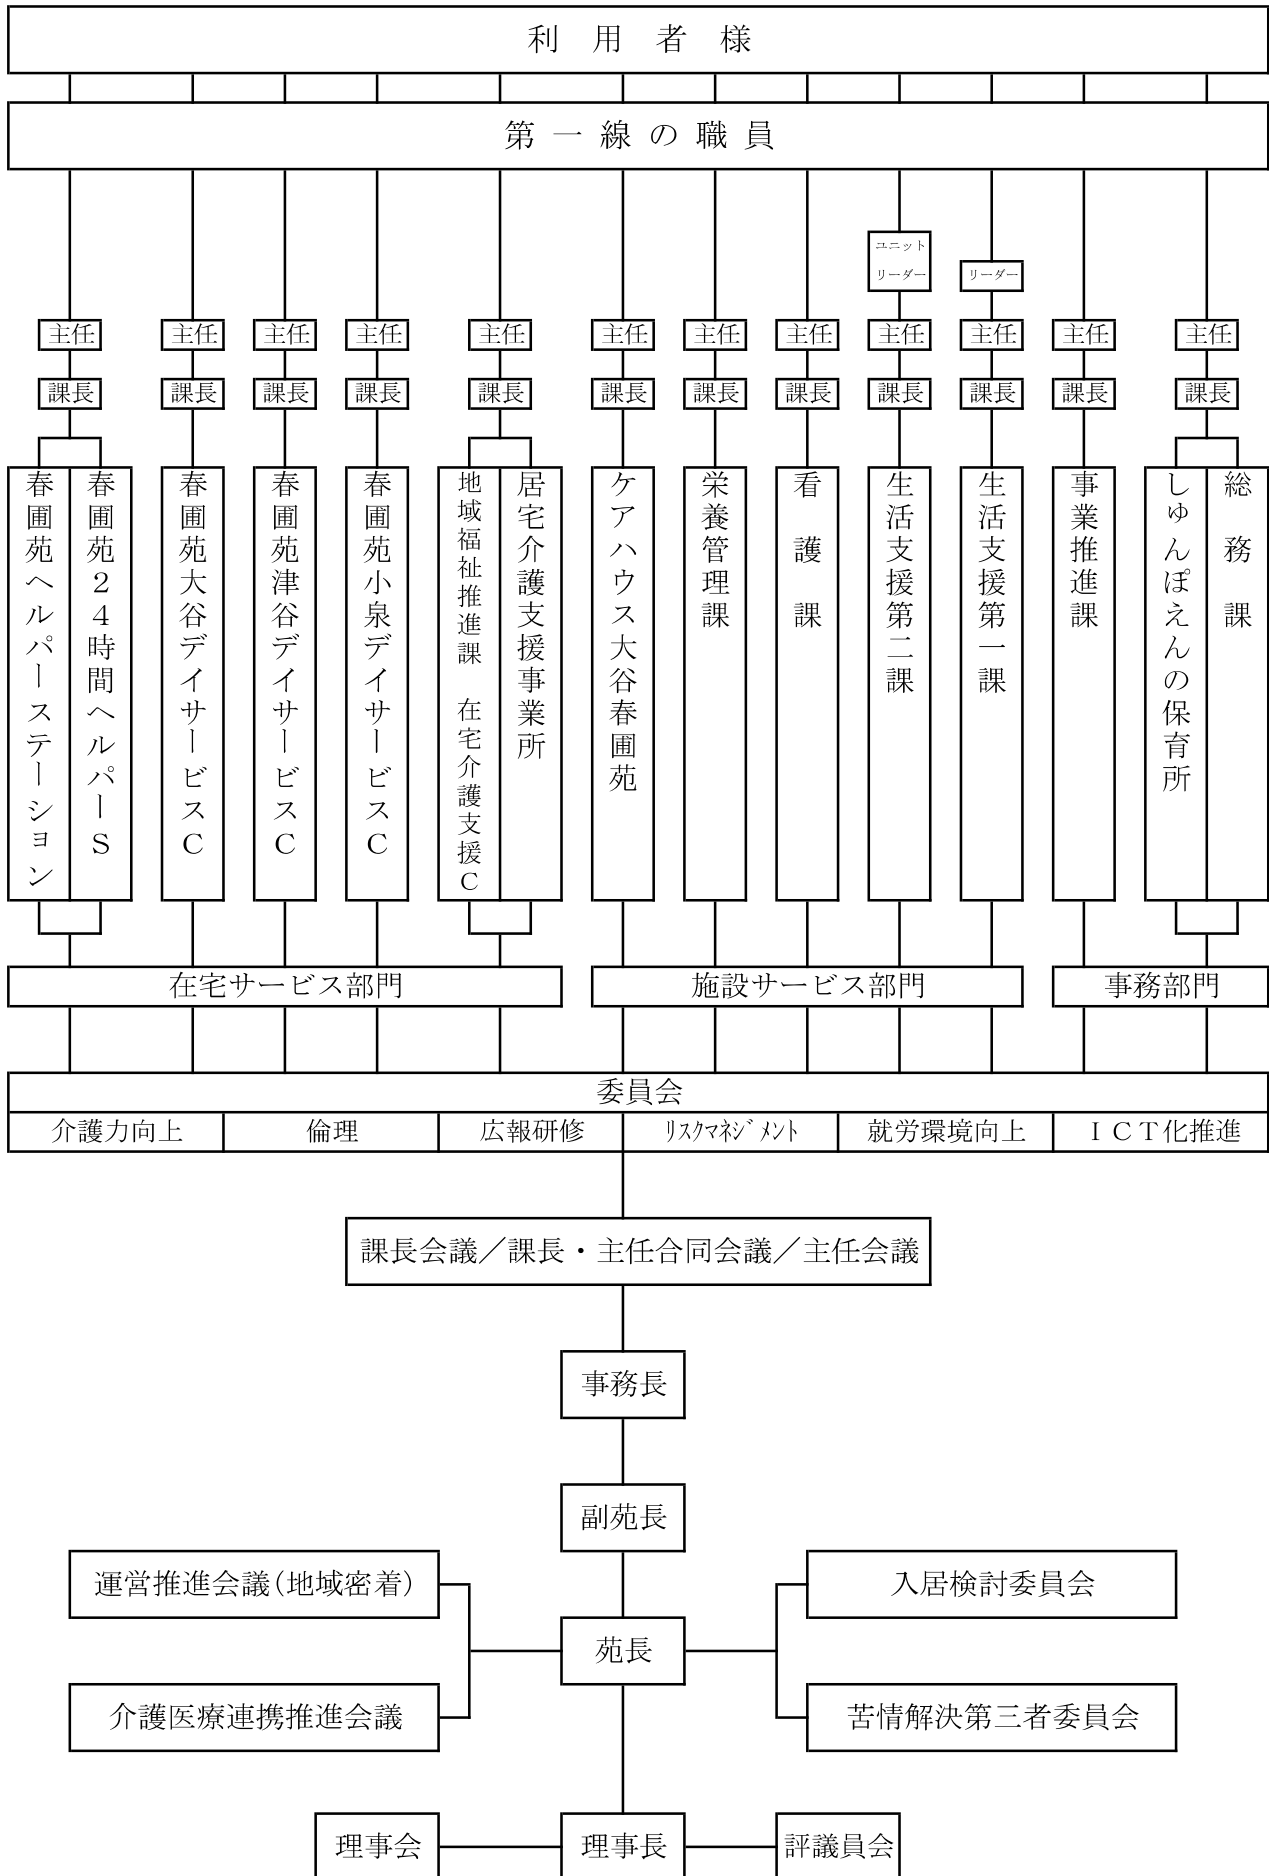 利用者様
第一線の職員
ユニット
リーダー
リーダー
主任
主任
主任
主任
主任
主任
主任
主任
主任
主任
主任
主任
課長
課長
課長
課長
課長
課長
課長
課長
課長
課長
課長
課長
春圃苑ヘルパーステーション
春圃苑24時間ヘルパーS
春圃苑大谷デイサービスC
春圃苑津谷デイサービスC
春圃苑小泉デイサービスC
地域福祉推進課 在宅介護支援C
居宅介護支援事業所
ケアハウス大谷春圃苑
栄養管理課
看護課
生活支援第二課
生活支援第一課
事業推進課
しゅんぽえんの保育所
総務課
在宅サービス部門
施設サービス部門
事務部門
委員会
介護力向上
倫理
広報研修
リスクマネジメント
就労環境向上
ICT化推進
課長会議/課長・主任合同会議/主任会議
事務長
副苑長
運営推進会議(地域密着)
入居検討委員会
苑長
介護医療連携推進会議
苦情解決第三者委員会
理事会
理事長
評議員会